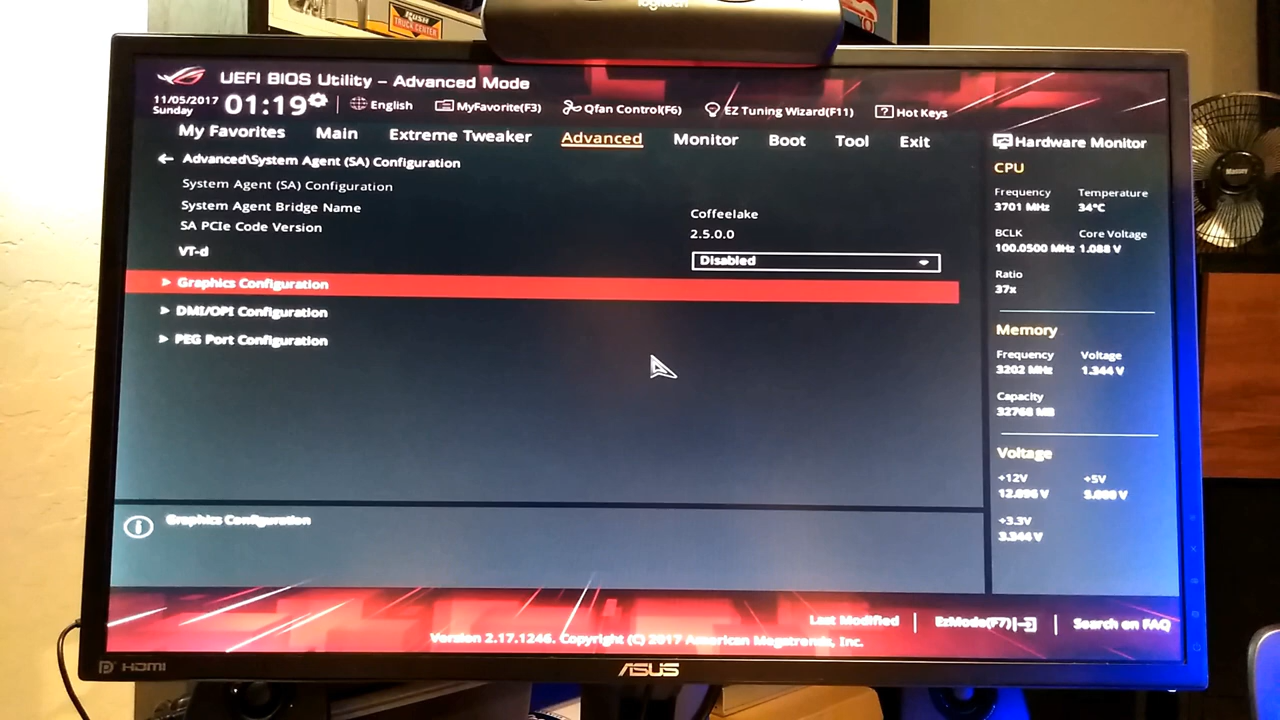 RUSH
TRUCK CENTER
logitech
UEFI BIOS Utility – Advanced Mode
11/05/2017
Sunday
01:19
English
MyFavorite(F3)
Qfan Control(F6)
EZ Tuning Wizard(F11)
? Hot Keys
My Favorites Main Extreme Tweaker Advanced Monitor Boot Tool Exit
Advanced\System Agent (SA) Configuration
System Agent (SA) Configuration
System Agent Bridge Name Coffeelake
SA PCIe Code Version 2.5.0.0
VT-d Disabled
Graphics Configuration
DMI/OPI Configuration
PEG Port Configuration
Graphics Configuration
Hardware Monitor
CPU
Frequency Temperature
3701 MHz 34°C
BCLK Core Voltage
100.0500 MHz 1.088 V
Ratio
37x
Memory
Frequency Voltage
3202 MHz 1.344 V
Capacity
32768 MB
Voltage
+12V +5V
12.096 V
+3.3V
3.344 V
Last Modified
EzMode(F7)
Search on FAQ
Version 2.17.1246. Copyright (C) 2017 American Megatrends, Inc.
HDMI
ASUS